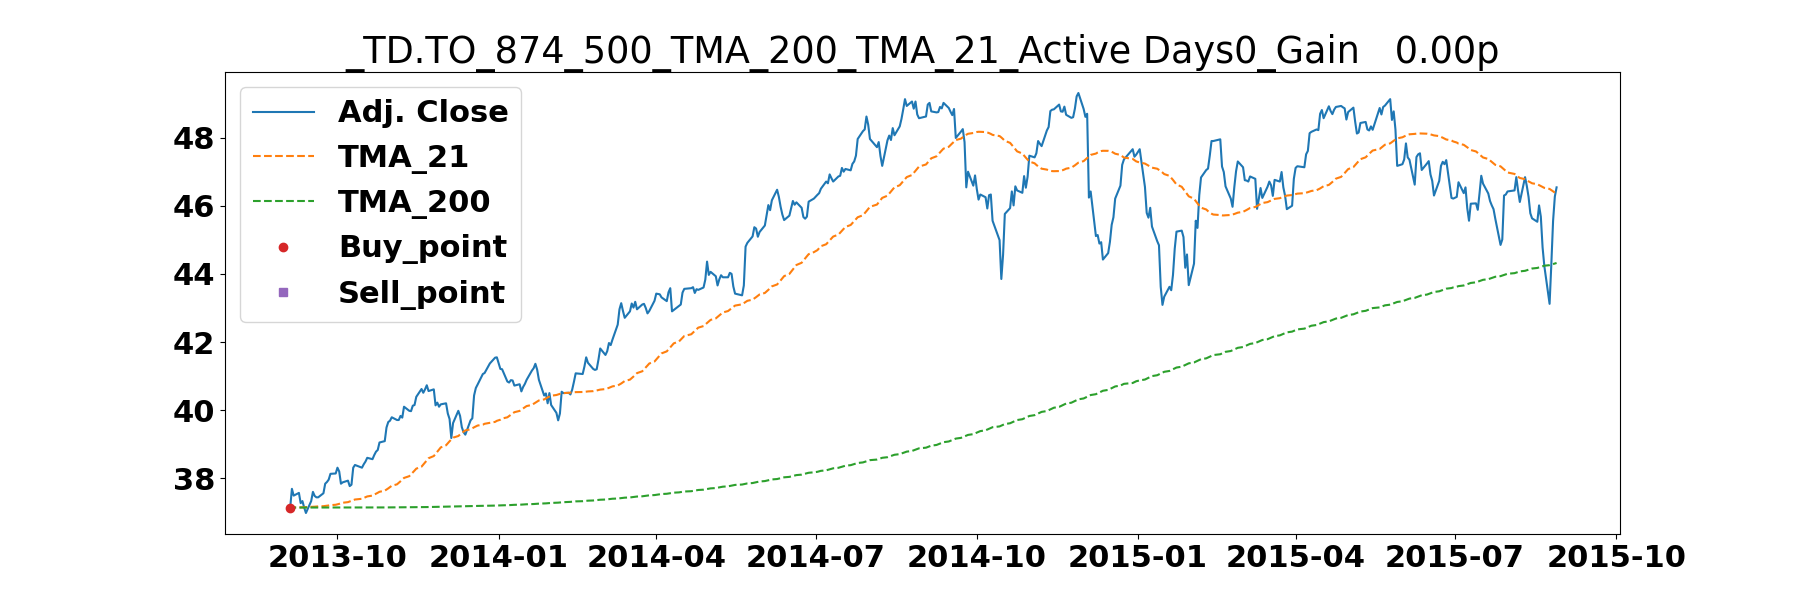 _TD.TO_874_500_TMA_200_TMA_21_Active Days0_Gain   0.00p
Adj. Close
TMA_21
TMA_200
Buy_point
Sell_point
48
46
44
42
40
38
2013-10 2014-01 2014-04 2014-07 2014-10 2015-01 2015-04 2015-07 2015-10